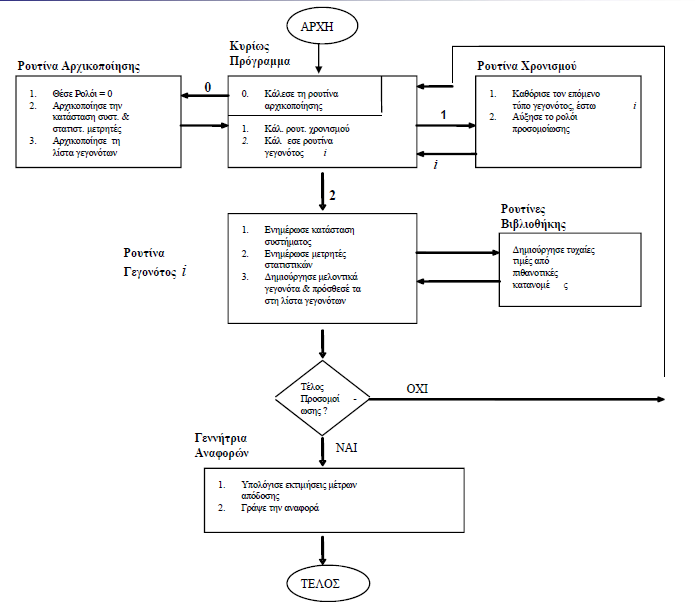 ΑΡΧΗ
Κυρίως
Πρόγραμμα
Ρουτίνα Αρχικοποίησης
Ρουτίνα Χρονισμού
1. Θέσε Ρολόι = 0
2. Αρχικοποίησε την
κατάσταση συστ. &
στατιστ. μετρητές
3. Αρχικοποίησε τη
λίστα γεγονότων
0
0. Κάλεσε τη ρουτίνα
αρχικοποίησης
1. Κάλ. ρουτ. χρονισμού
2. Κάλ εσε ρουτίνα
γεγονότος i
1
i
1. Καθόρισε τον επόμενο
τύπο γεγονότος, έστω i
2. Αύξησε το ρολόι
προσομοίωσης
2
Ρουτίνα
Γεγονότος i
1. Ενημέρωσε κατάσταση
συστήματος
2. Ενημέρωσε μετρητές
στατιστικών
3. Δημιούργησε μελοντικά
γεγονότα & πρόσθεσέ τα
στη λίστα γεγονότων
Ρουτίνες
Βιβλιοθήκης
Δημιούργησε τυχαίες
τιμές από
πιθανοτικές
κατανομέ ς
Τέλος
Προσομοί -
ωσης ?
ΟΧΙ
ΝΑΙ
Γεννήτρια
Αναφορών
1. Υπολόγισε εκτιμήσεις μέτρων
απόδοσης
2. Γράψε την αναφορά
ΤΕΛΟΣ